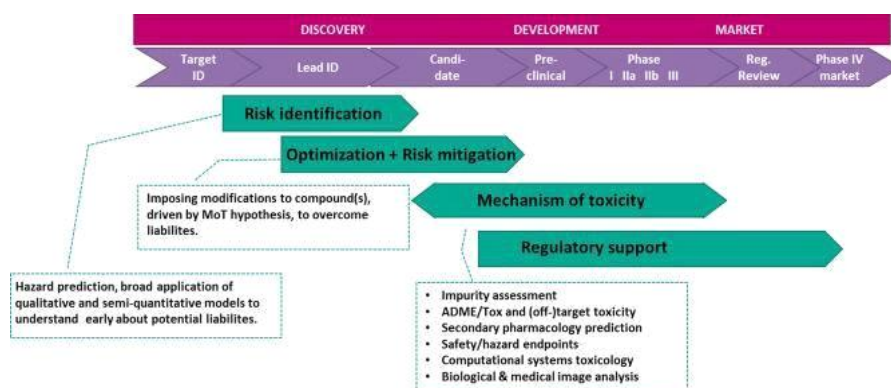 DISCOVERY DEVELOPMENT MARKET
Target ID
Lead ID
Candi-date
Pre-clinical
Phase
I IIa IIb III
Reg. Review
Phase IV market
Risk identification
Optimization + Risk mitigation
Imposing modifications to compound(s),
driven by MoT hypothesis, to overcome
liabilites.
Mechanism of toxicity
Regulatory support
Hazard prediction, broad application of
qualitative and semi-quantitative models to
understand early about potential liabilites.
• Impurity assessment
• ADME/Tox and (off-)target toxicity
• Secondary pharmacology prediction
• Safety/hazard endpoints
• Computational systems toxicology
• Biological & medical image analysis